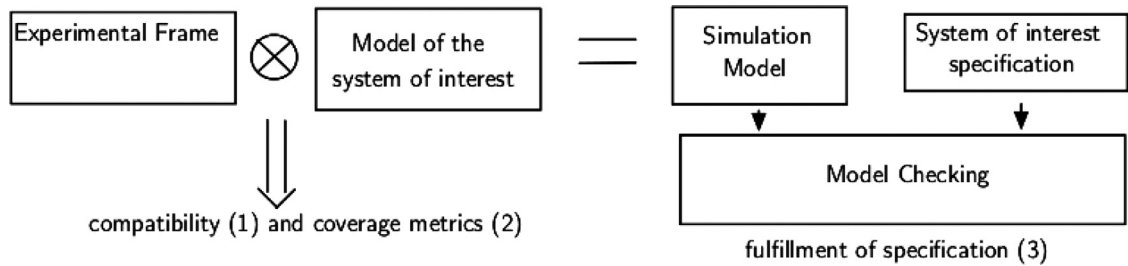 Experimental Frame
Model of the
system of interest
Simulation
Model
System of interest
specification
Model Checking
compatibility (1) and coverage metrics (2)
fulfillment of specification (3)